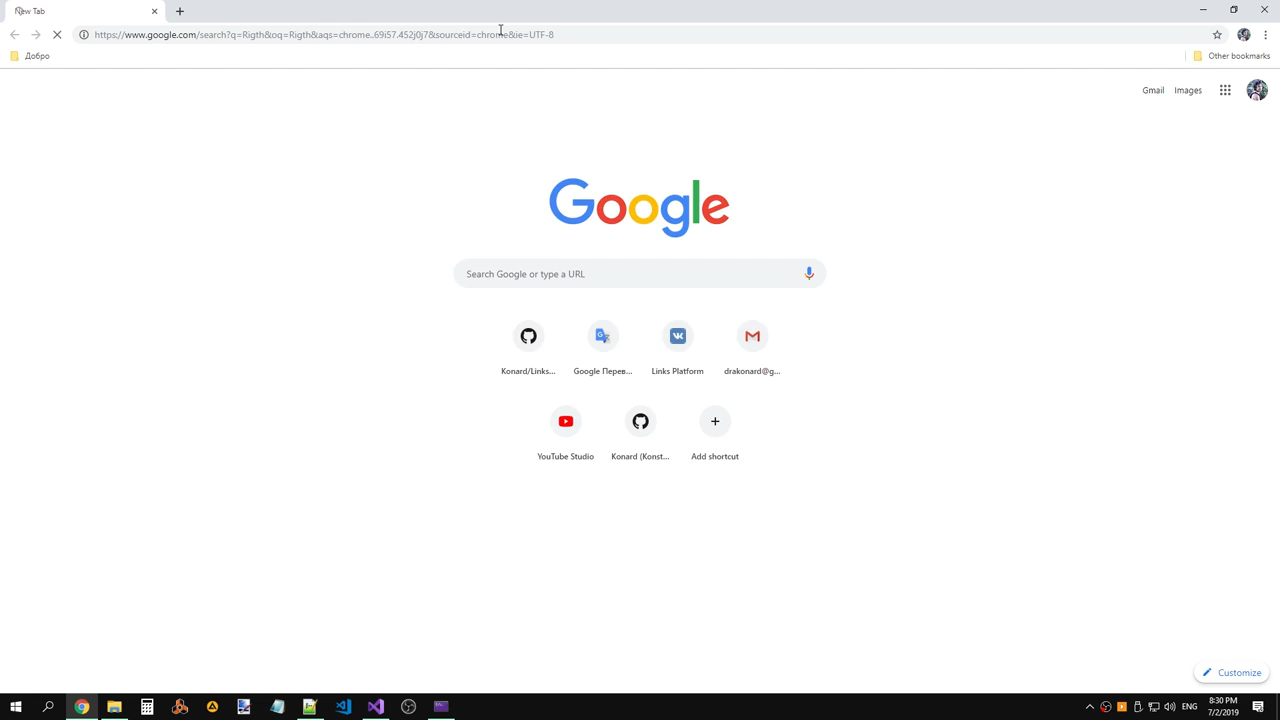 New Tab
https://www.google.com/search?q=Rigth&oq=Rigth&aqs=chrome..69i57.452j0j7&sourceid=chrome&ie=UTF-8
Добро
Other bookmarks
Gmail
Images
Google
Search Google or type a URL
Konard/Links...
Google Перев...
Links Platform
drakonard@g...
YouTube Studio
Konard (Konst...
Add shortcut
Customize
ENG
8:30 PM
7/2/2019